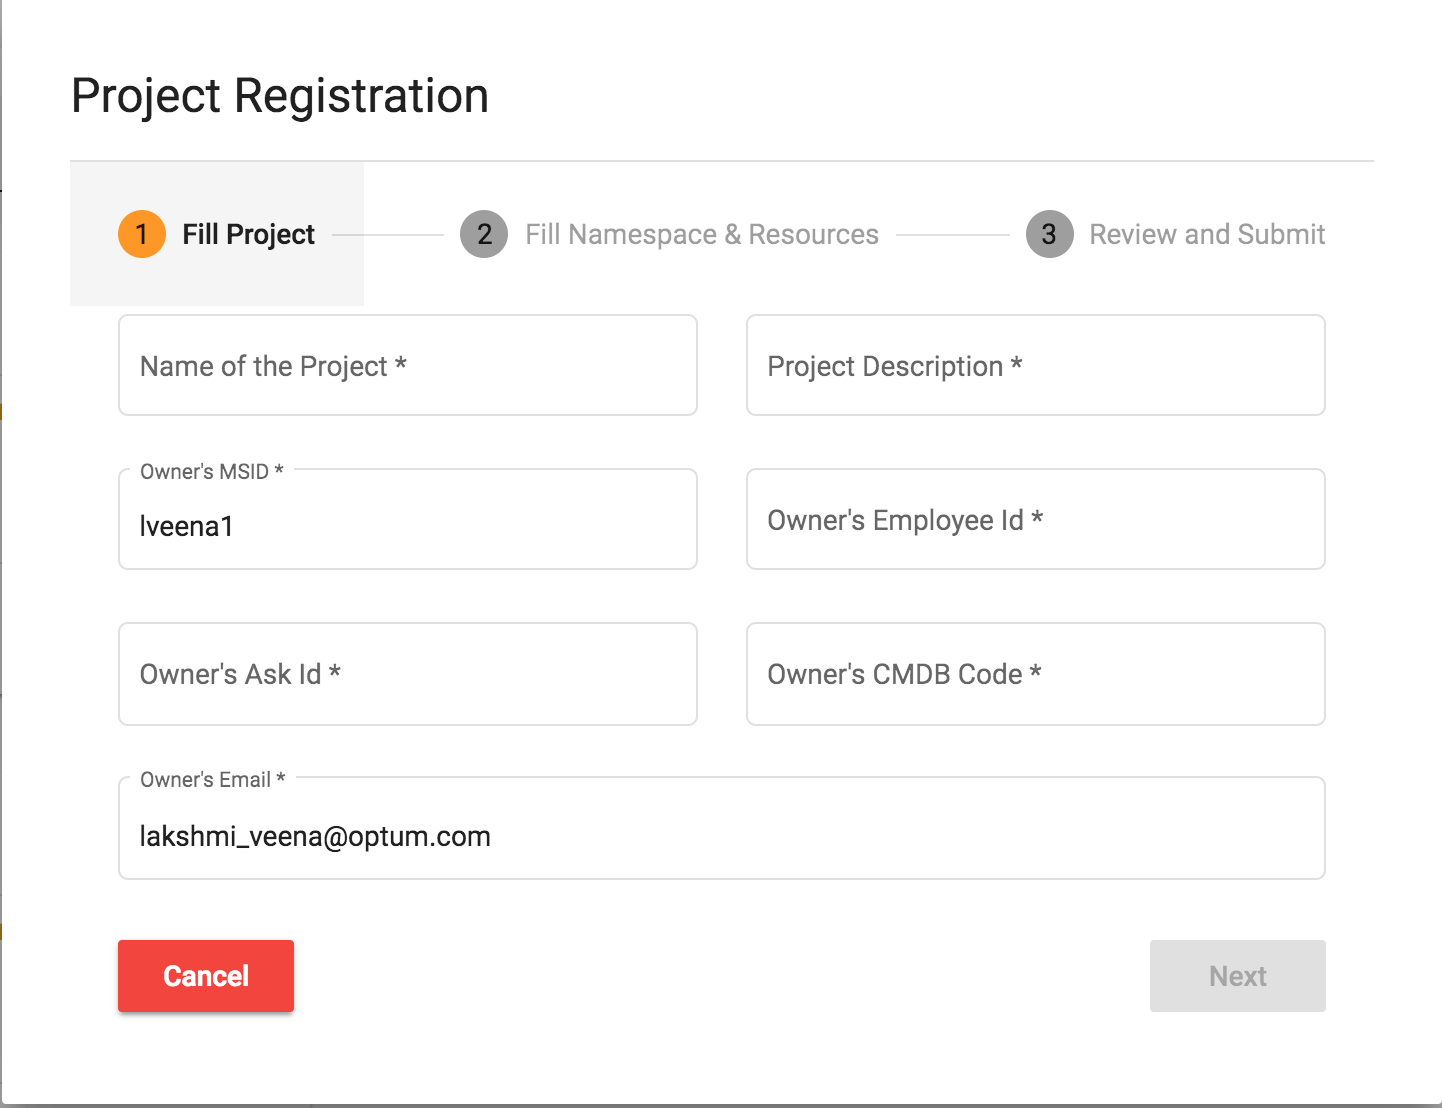 Project Registration
1 Fill Project 2 Fill Namespace & Resources 3 Review and Submit
Name of the Project * Project Description *
Owner's MSID *
lveena1 Owner's Employee Id *
Owner's Ask Id * Owner's CMDB Code *
Owner's Email *
lakshmi_veena@optum.com
Cancel Next